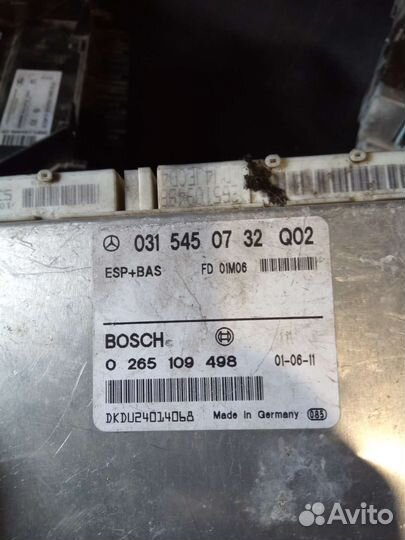 031 545 07 32 Q02
ESP+BAS FD 01M06
BOSCH
0 265 109 498 01-06-11
DKDU24014068 Made in Germany 085
Avito